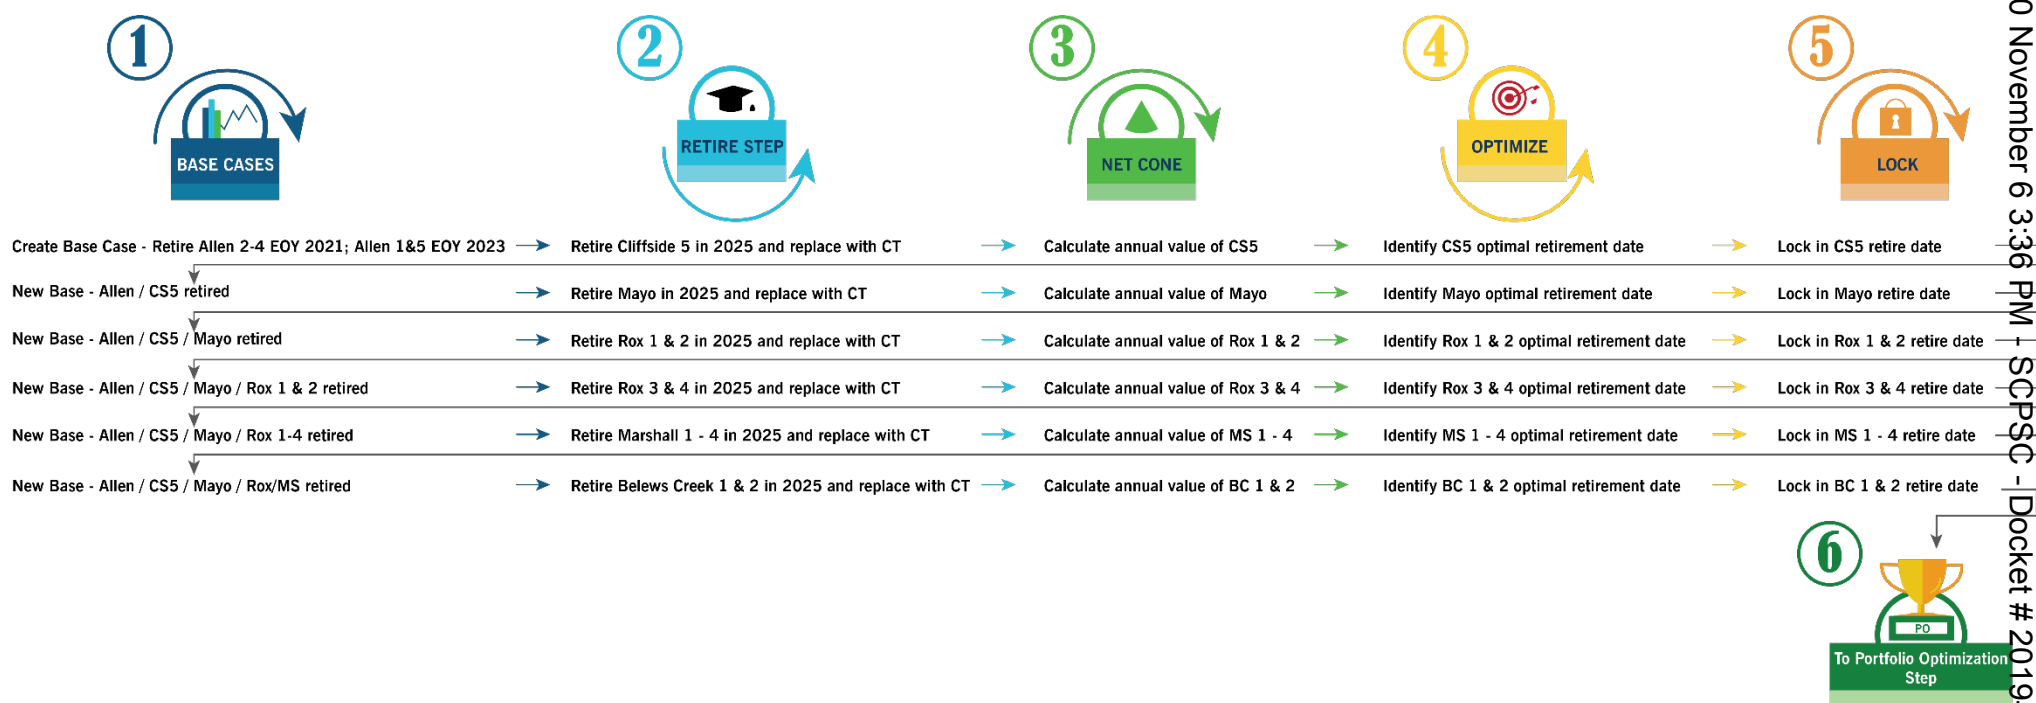 1
2
3
4
5
BASE CASES
RETIRE STEP
NET CONE
OPTIMIZE
LOCK
Create Base Case - Retire Allen 2-4 EOY 2021; Allen 1&5 EOY 2023
Retire Cliffside 5 in 2025 and replace with CT
Calculate annual value of CS5
Identify CS5 optimal retirement date
Lock in CS5 retire date
New Base - Allen / CS5 retired
Retire Mayo in 2025 and replace with CT
Calculate annual value of Mayo
Identify Mayo optimal retirement date
Lock in Mayo retire date
New Base - Allen / CS5 / Mayo retired
Retire Rox 1 & 2 in 2025 and replace with CT
Calculate annual value of Rox 1 & 2
Identify Rox 1 & 2 optimal retirement date
Lock in Rox 1 & 2 retire date
New Base - Allen / CS5 / Mayo / Rox 1 & 2 retired
Retire Rox 3 & 4 in 2025 and replace with CT
Calculate annual value of Rox 3 & 4
Identify Rox 3 & 4 optimal retirement date
Lock in Rox 3 & 4 retire date
New Base - Allen / CS5 / Mayo / Rox 1-4 retired
Retire Marshall 1 - 4 in 2025 and replace with CT
Calculate annual value of MS 1 - 4
Identify MS 1 - 4 optimal retirement date
Lock in MS 1 - 4 retire date
New Base - Allen / CS5 / Mayo / Rox/MS retired
Retire Belews Creek 1 & 2 in 2025 and replace with CT
Calculate annual value of BC 1 & 2
Identify BC 1 & 2 optimal retirement date
Lock in BC 1 & 2 retire date
6
PO
To Portfolio Optimization
Step
0 November 6 3:36 PM - SCPSC - Docket # 2019-